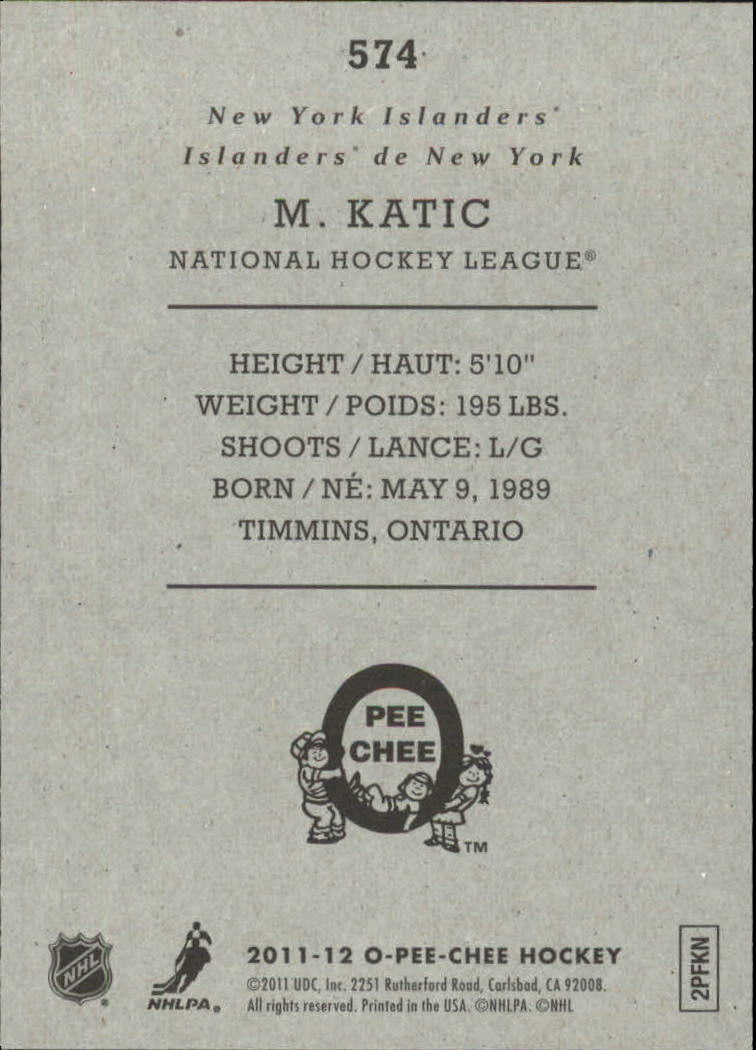 574
New York Islanders®
Islanders® de New York
M. KATIC
NATIONAL HOCKEY LEAGUE®
HEIGHT / HAUT: 5'10"
WEIGHT / POIDS: 195 LBS.
SHOOTS / LANCE: L/G
BORN / NÉ: MAY 9, 1989
TIMMINS, ONTARIO
O
PEE
CHEE
TM
NHL
®
NHLPA®
2011-12 O-PEE-CHEE HOCKEY
©2011 UDC, Inc. 2251 Rutherford Road, Carlsbad, CA 92008.
All rights reserved. Printed in the USA. ©NHLPA. ©NHL
2PFKN